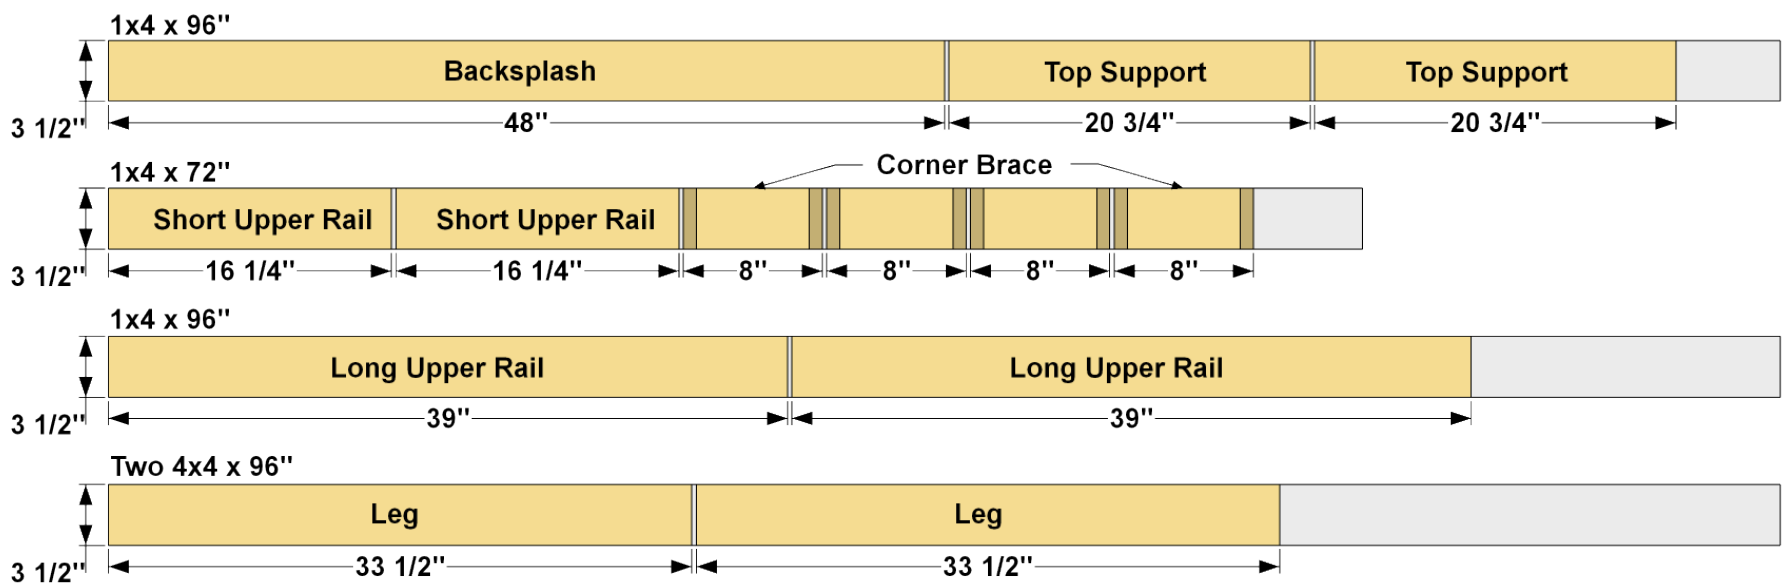 1x4 x 96"
Backsplash Top Support Top Support
3 1/2" 48" 20 3/4" 20 3/4"
Corner Brace
1x4 x 72"
Short Upper Rail Short Upper Rail
3 1/2" 16 1/4" 16 1/4" 8" 8" 8" 8"
1x4 x 96"
Long Upper Rail Long Upper Rail
3 1/2" 39" 39"
Two 4x4 x 96"
Leg Leg
3 1/2" 33 1/2" 33 1/2"